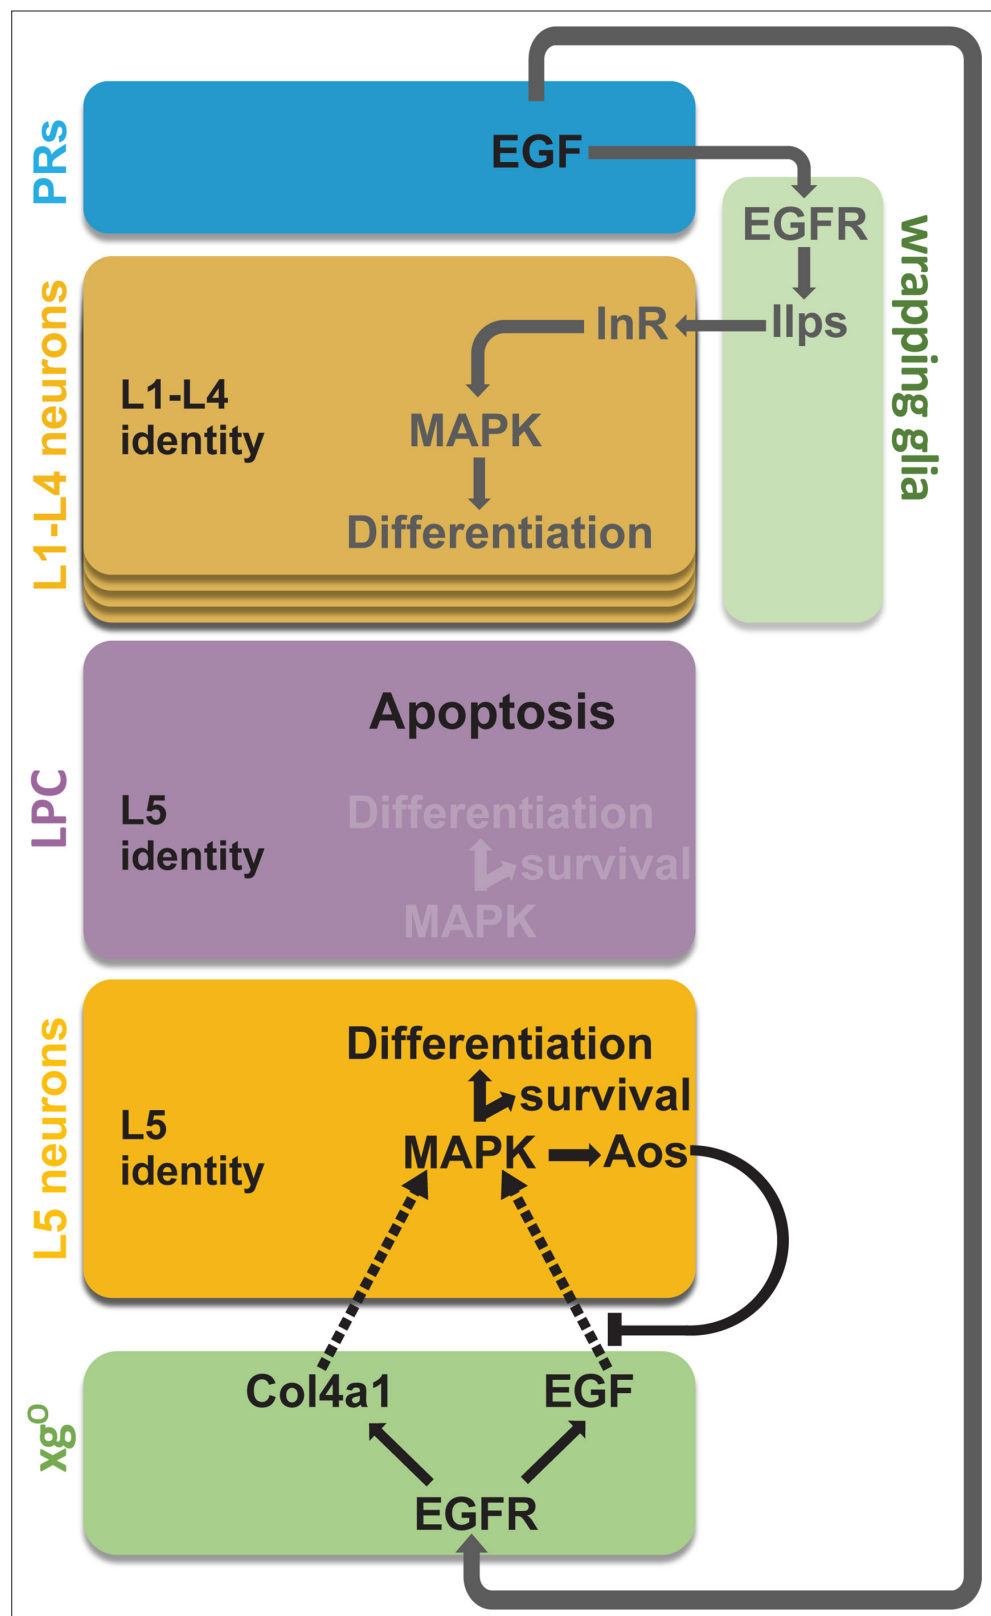 PRs
EGF
EGFR
Ilps
wrapping glia
L1-L4 neurons
InR
L1-L4
identity
MAPK
Differentiation
LPC
Apoptosis
L5
identity
Differentiation
survival
MAPK
L5 neurons
Differentiation
survival
L5
identity
MAPK
Aos
xgO
Col4a1
EGF
EGFR